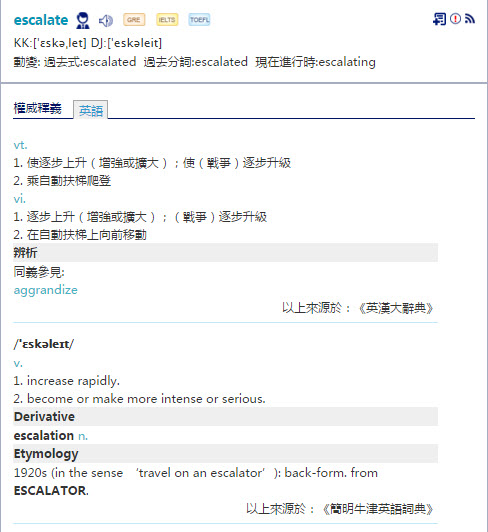 escalate GRE IELTS TOEFL
KK:['ɛskə,let] DJ:['eskəleit]
動變: 過去式:escalated 過去分詞:escalated 現在進行時:escalating
權威釋義 英語
vt.
1. 使逐步上升（增強或擴大）；使（戰爭）逐步升級
2. 乘自動扶梯爬登
vi.
1. 逐步上升（增強或擴大）；（戰爭）逐步升級
2. 在自動扶梯上向前移動
辨析
同義參見:
aggrandize
以上來源於：《英漢大辭典》
/'ɛskəleɪt/
v.
1. increase rapidly.
2. become or make more intense or serious.
Derivative
escalation n.
Etymology
1920s (in the sense ‘travel on an escalator’): back-form. from
ESCALATOR.
以上來源於：《簡明牛津英語詞典》